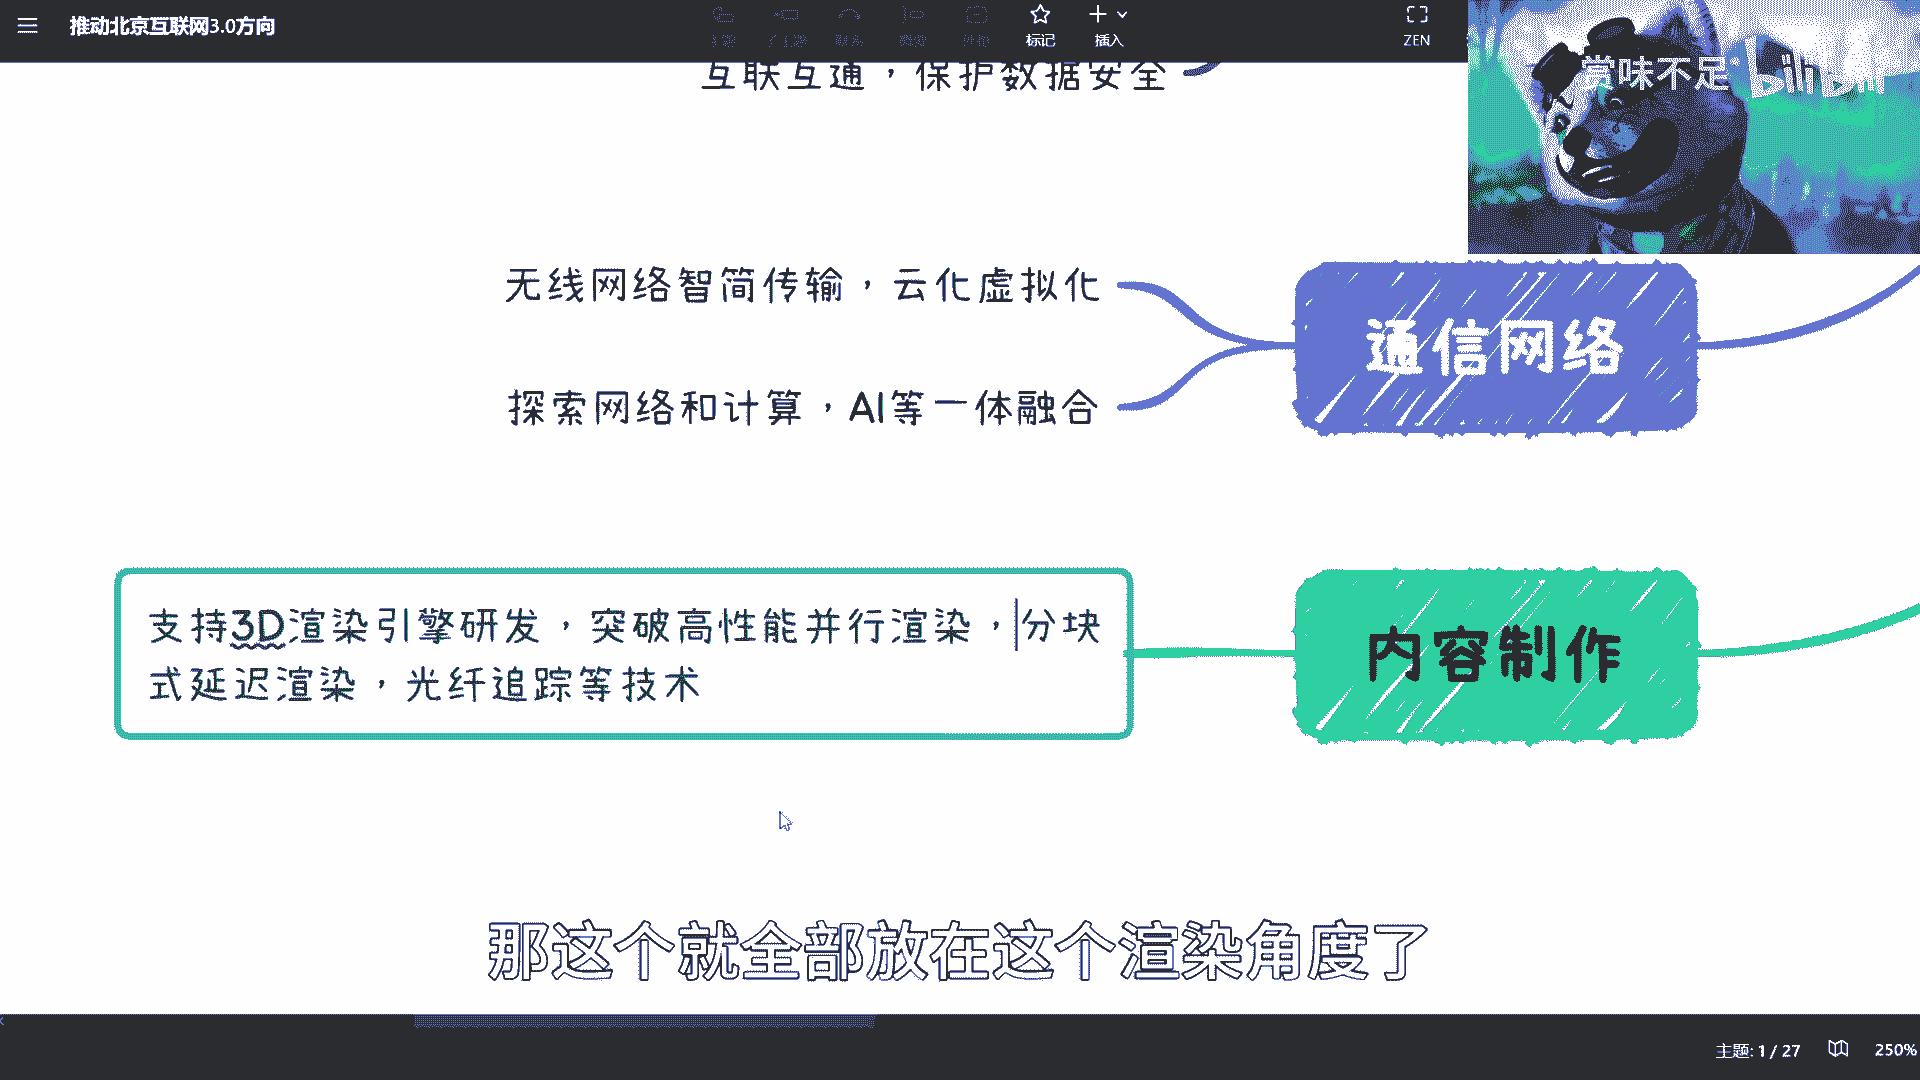 推动北京互联网3.0方向
标记
插入
ZEN
赏味不足
bilibili
互联互通，保护数据安全
无线网络智简传输，云化虚拟化
通信网络
探索网络和计算，AI等一体融合
支持3D渲染引擎研发，突破高性能并行渲染，分块
式延迟渲染，光纤追踪等技术
内容制作
那这个就全部放在这个渲染角度了
主题: 1 / 27
250%